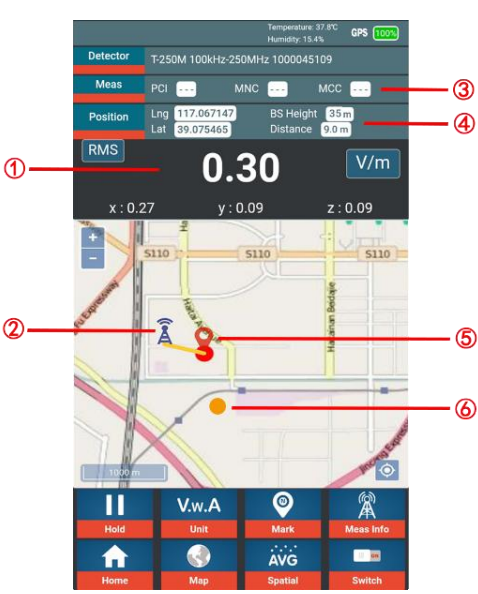 Temperature: 37.8℃
Humidity: 15.4%
GPS 100%
Detector T-250M 100kHz-250MHz 1000045109
Meas PCI --- MNC --- MCC ---
③
Position Lng 117.067147 BS Height 35 m
Lat 39.075465 Distance 9.0 m
④
RMS
①
0.30
V/m
x : 0.27 y : 0.09 z : 0.09
+
−
S110 S110 S110
Haitai
Hainan Beidajie
②
⑤
⑥
1000 m
Hold Unit Mark Meas Info
V.w.A
N
Home Map Spatial Switch
AVG